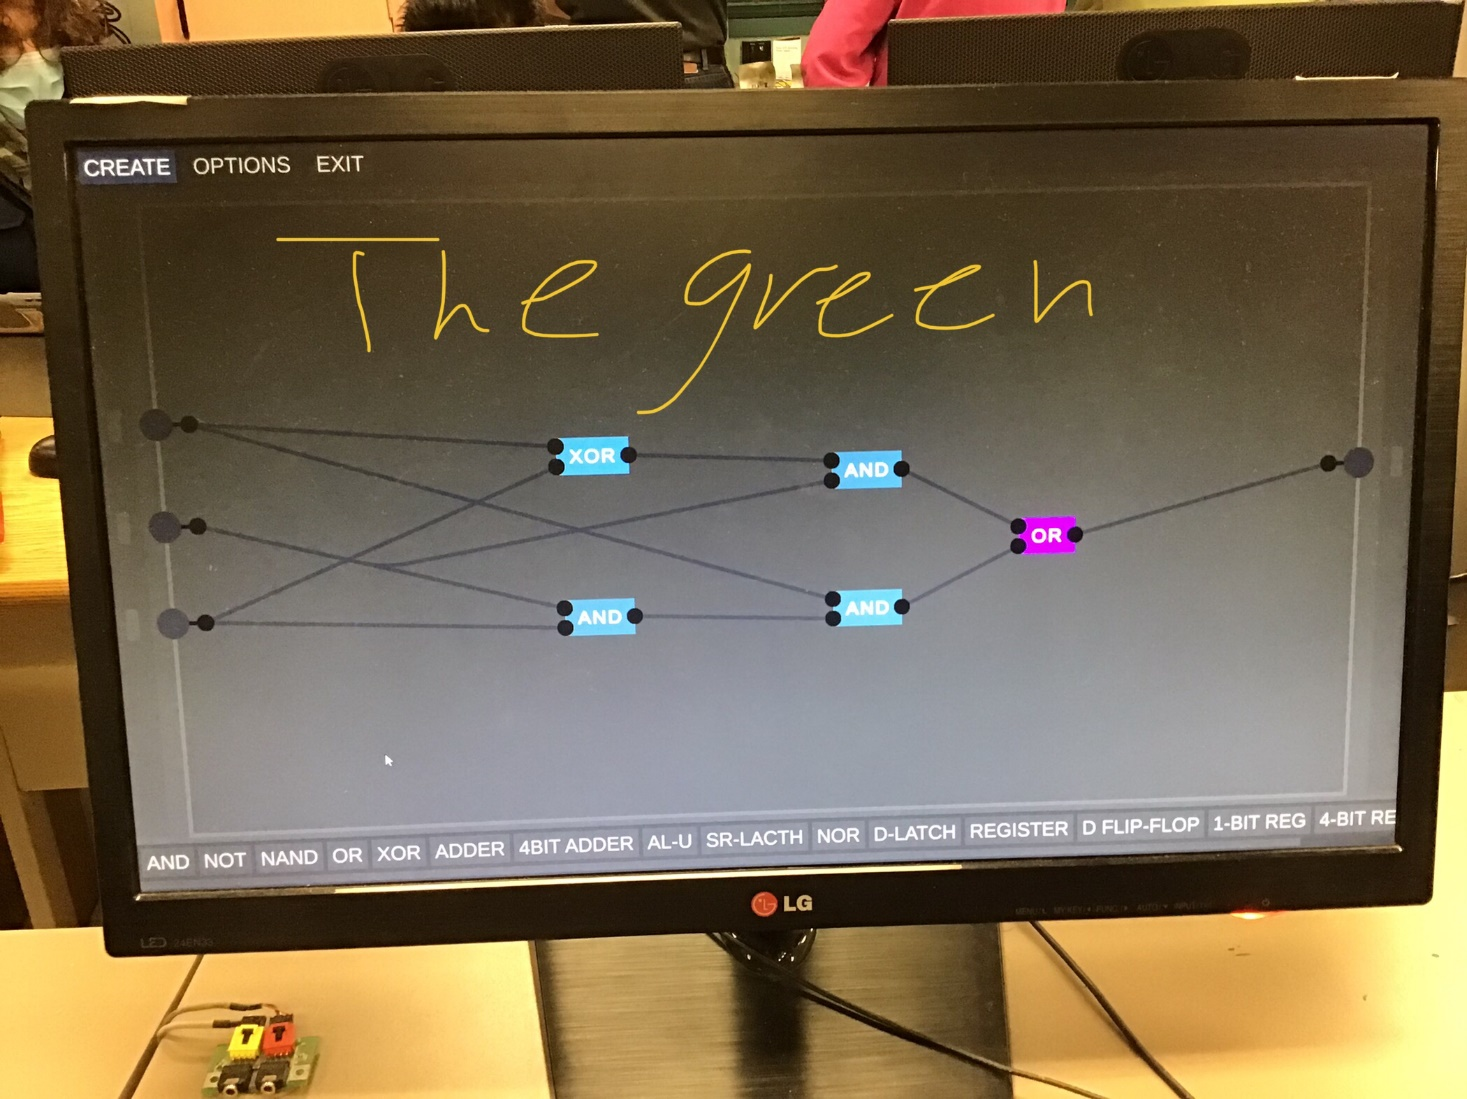 CREATE OPTIONS EXIT
The green
XOR
AND
OR
AND
AND
AND NOT NAND OR XOR ADDER 4BIT ADDER AL-U SR-LACTH NOR D-LATCH REGISTER D FLIP-FLOP 1-BIT REG 4-BIT RE
LG
LED